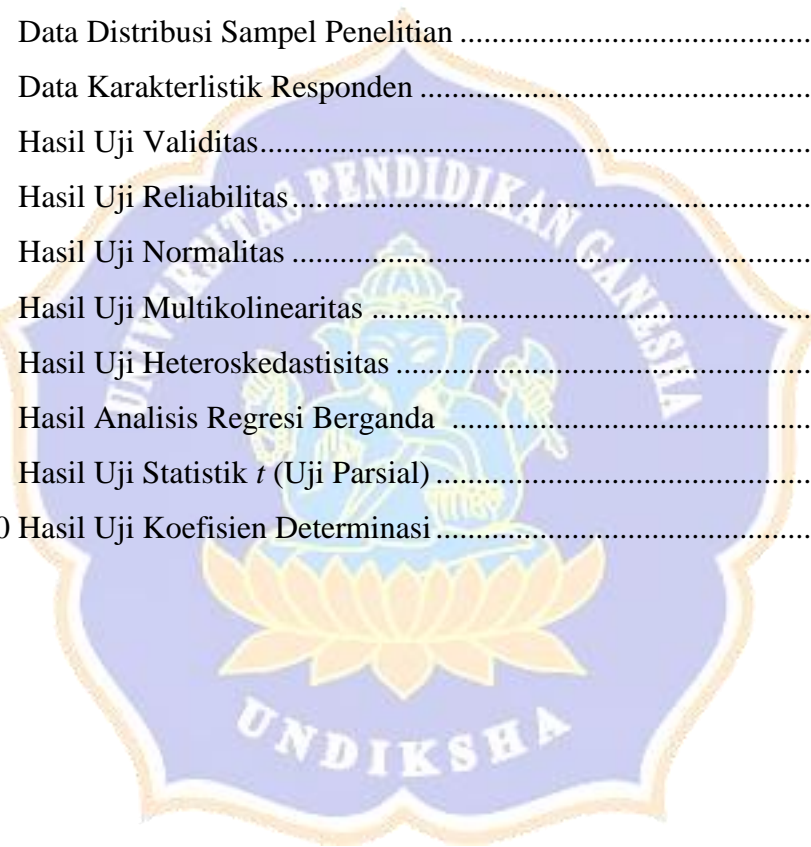 Data Distribusi Sampel Penelitian ..........................................
Data Karakterlistik Responden ...............................................
Hasil Uji Validitas...................................................................
Hasil Uji Reliabilitas...............................................................
Hasil Uji Normalitas ...............................................................
Hasil Uji Multikolinearitas .....................................................
Hasil Uji Heteroskedastisitas ..................................................
Hasil Analisis Regresi Berganda ............................................
Hasil Uji Statistik t (Uji Parsial) .............................................
0 Hasil Uji Koefisien Determinasi .............................................
UNIVERSITAS PENDIDIKAN GANESHA
UNDIKSHA